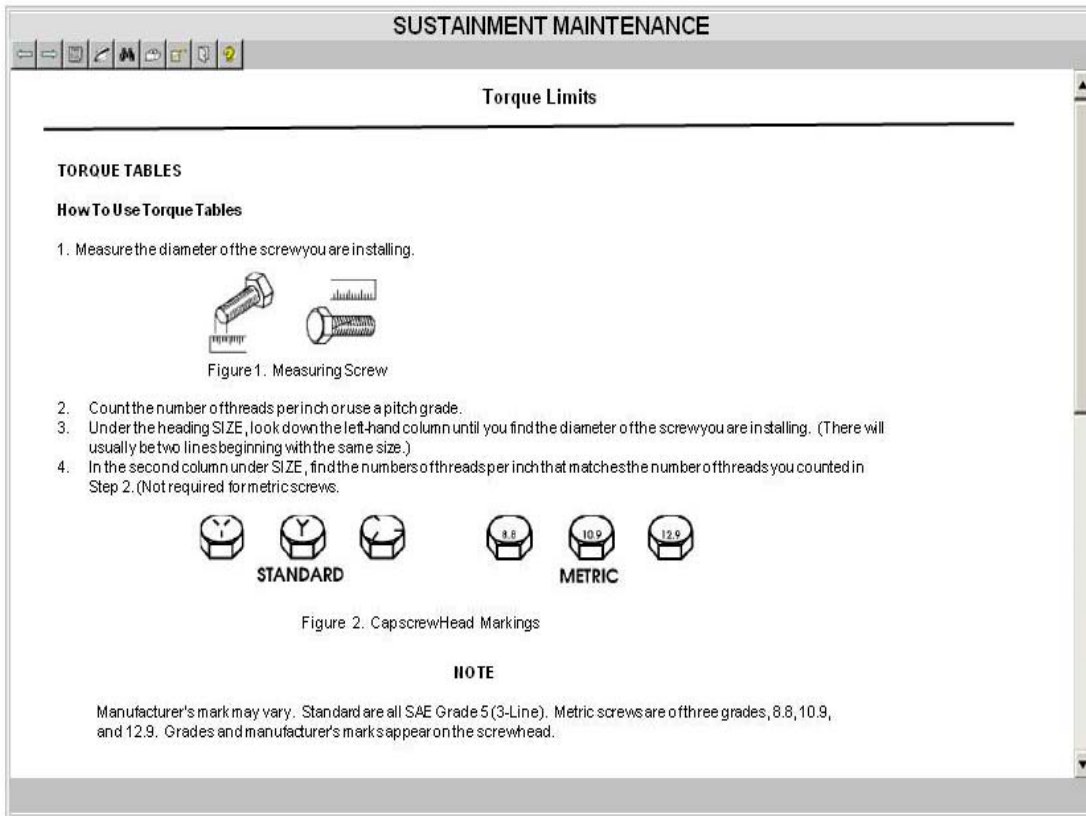 SUSTAINMENT MAINTENANCE
Torque Limits
TORQUE TABLES
How To Use Torque Tables
1. Measure the diameter of the screw you are installing.
Figure 1. Measuring Screw
2. Count the number of threads per inch or use a pitch grade.
3. Under the heading SIZE, look down the left-hand column until you find the diameter of the screw you are installing. (There will
usually be two lines beginning with the same size.)
4. In the second column under SIZE, find the numbers of threads per inch that matches the number of threads you counted in
Step 2. (Not required for metric screws.
8.8 10.9 12.9
STANDARD METRIC
Figure 2. Capscrew Head Markings
NOTE
Manufacturer's mark may vary. Standard are all SAE Grade 5 (3-Line). Metric screws are of three grades, 8.8, 10.9,
and 12.9. Grades and manufacturer's marks appear on the screw head.